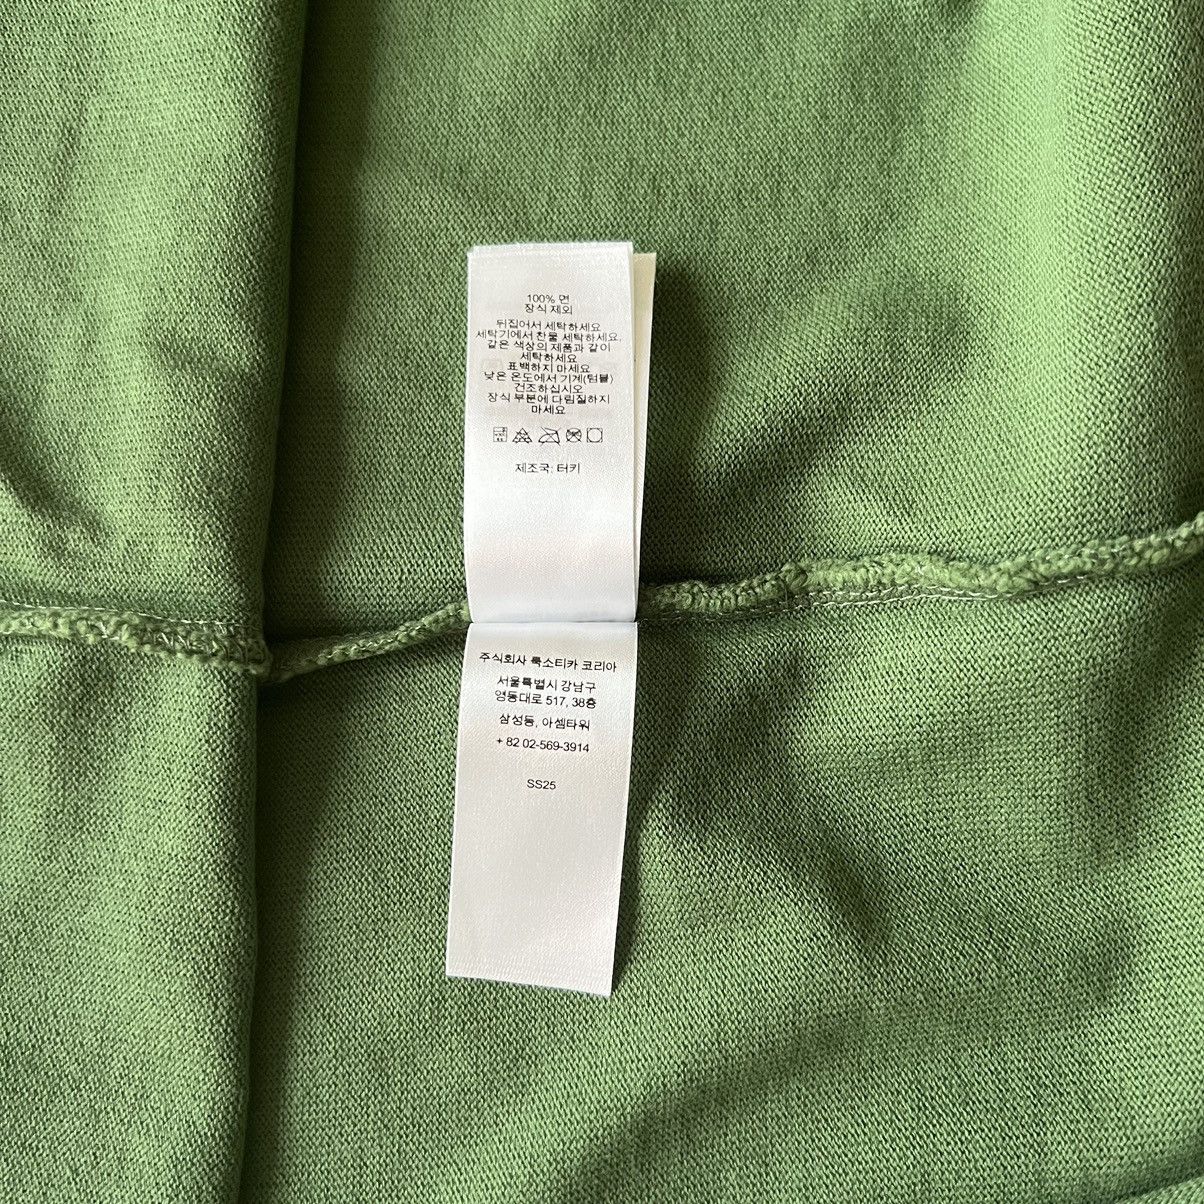 100% 면
장식 제외
뒤집어서 세탁하세요
세탁기에서 찬물 세탁하세요,
같은 색상의 제품과 같이
세탁하세요
표백하지 마세요
낮은 온도에서 기계(텀블)
건조하십시오
장식 부분에 다림질하지
마세요
제조국: 터키
주식회사 룩소티카 코리아
서울특별시 강남구
영동대로 517, 38층
삼성동, 아셈타워
+ 82 02-569-3914
SS25